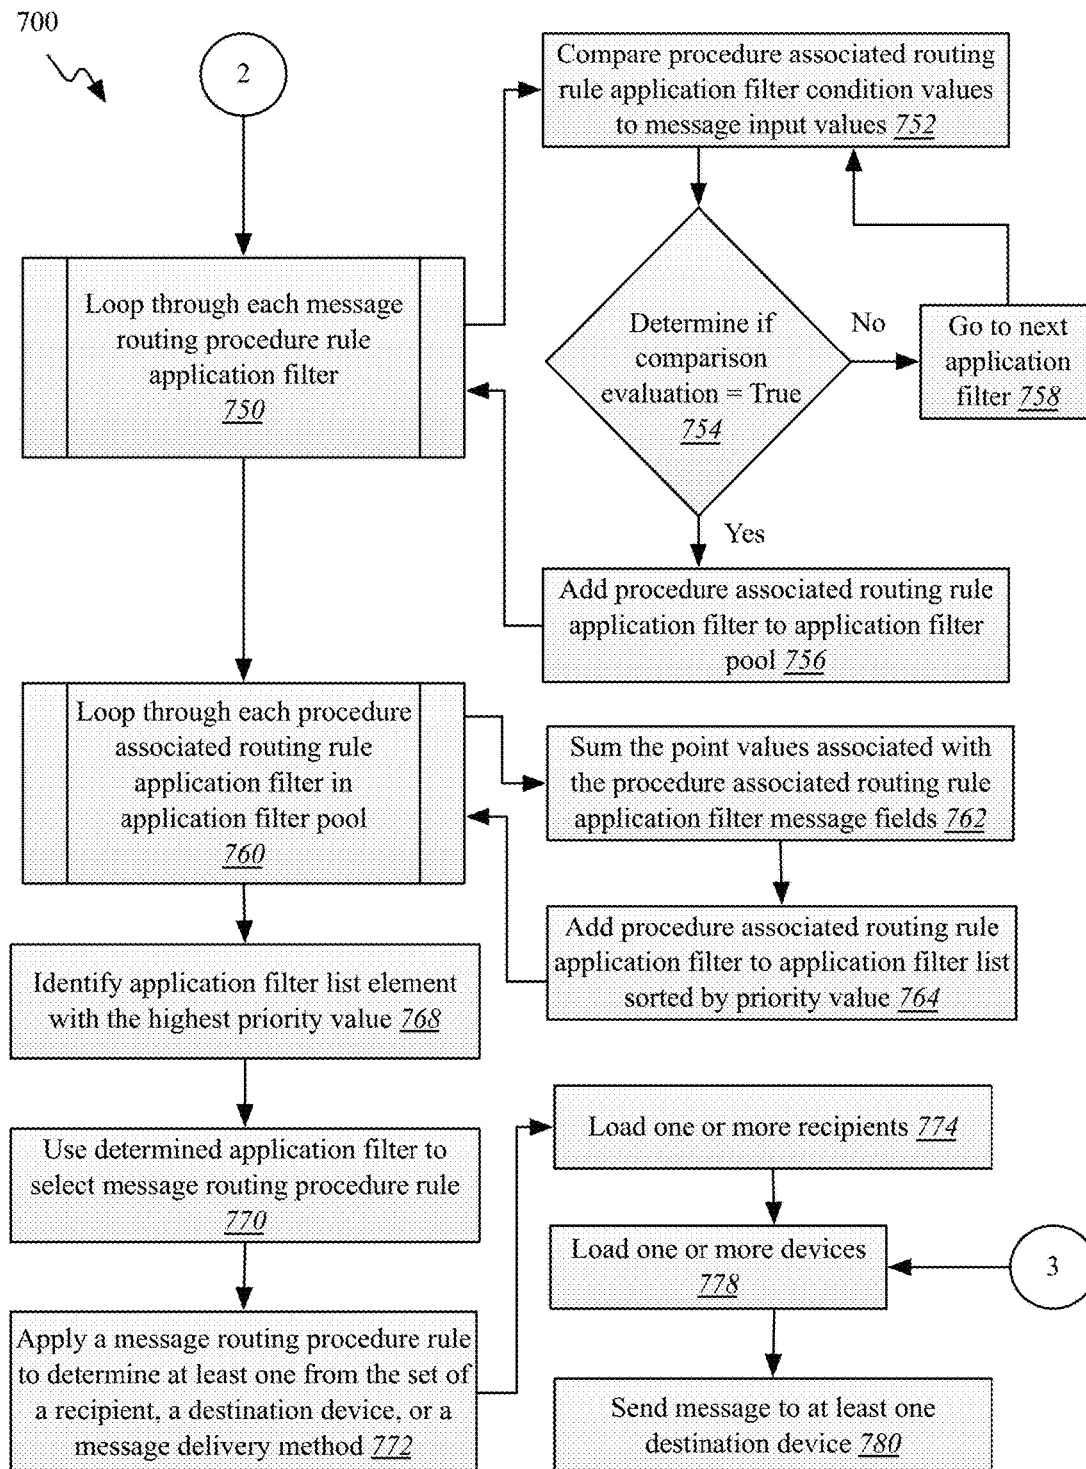 700
2
Compare procedure associated routing
rule application filter condition values
to message input values 752
Loop through each message
routing procedure rule
application filter
750
Determine if
comparison
evaluation = True
754
No
Go to next
application
filter 758
Yes
Add procedure associated routing rule
application filter to application filter
pool 756
Loop through each procedure
associated routing rule
application filter in
application filter pool
760
Sum the point values associated with
the procedure associated routing rule
application filter message fields 762
Add procedure associated routing rule
application filter to application filter list
sorted by priority value 764
Identify application filter list element
with the highest priority value 768
Use determined application filter to
select message routing procedure rule
770
Apply a message routing procedure rule
to determine at least one from the set of
a recipient, a destination device, or a
message delivery method 772
Load one or more recipients 774
Load one or more devices
778
3
Send message to at least one
destination device 780